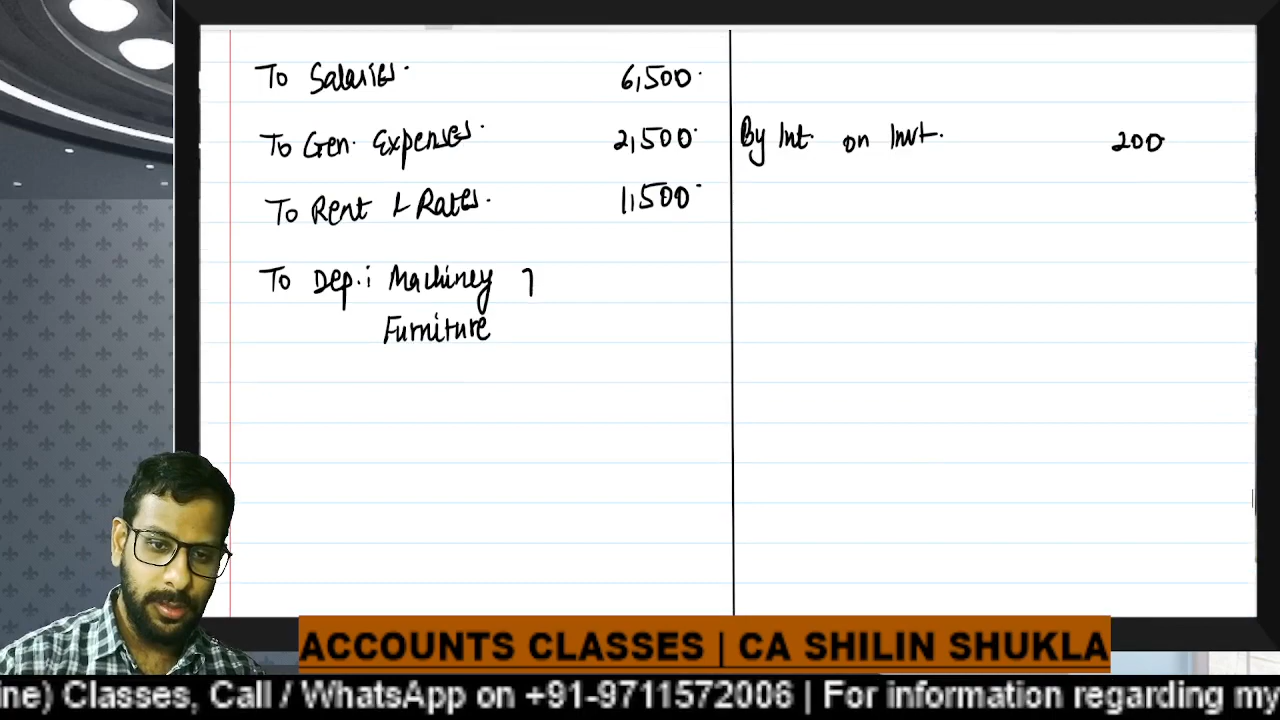 To Salaries. 6,500
To Gen. Expenses. 2,500 By Int. on Invt. 200
To Rent & Rates. 1,500
To Dep.: Machinery 7
Furniture
ACCOUNTS CLASSES | CA SHILIN SHUKLA
ine) Classes, Call / WhatsApp on +91-9711572006 | For information regarding my